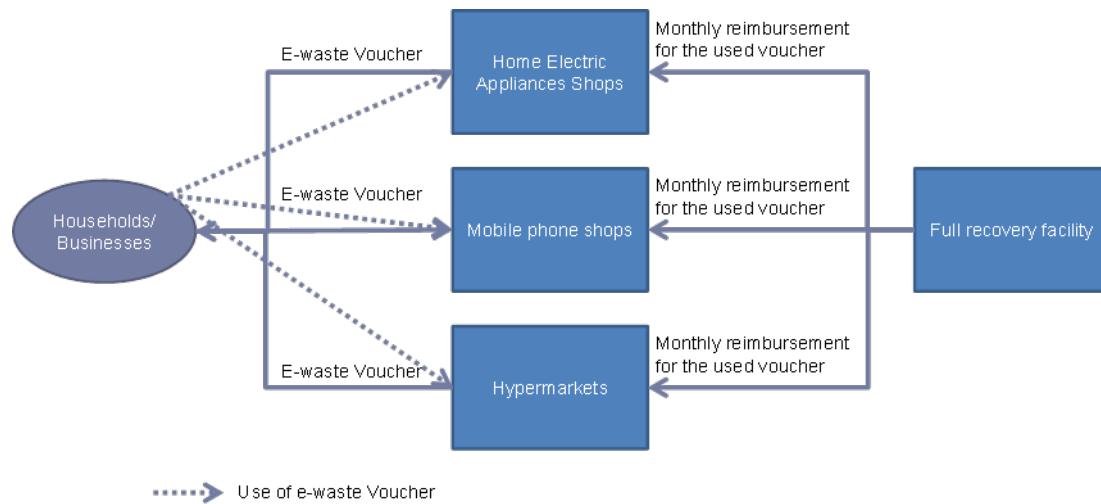 E-waste Voucher
Home Electric
Appliances Shops
Monthly reimbursement
for the used voucher
E-waste Voucher
Households/
Businesses
Mobile phone shops
Monthly reimbursement
for the used voucher
Full recovery facility
E-waste Voucher
Hypermarkets
Monthly reimbursement
for the used voucher
Use of e-waste Voucher